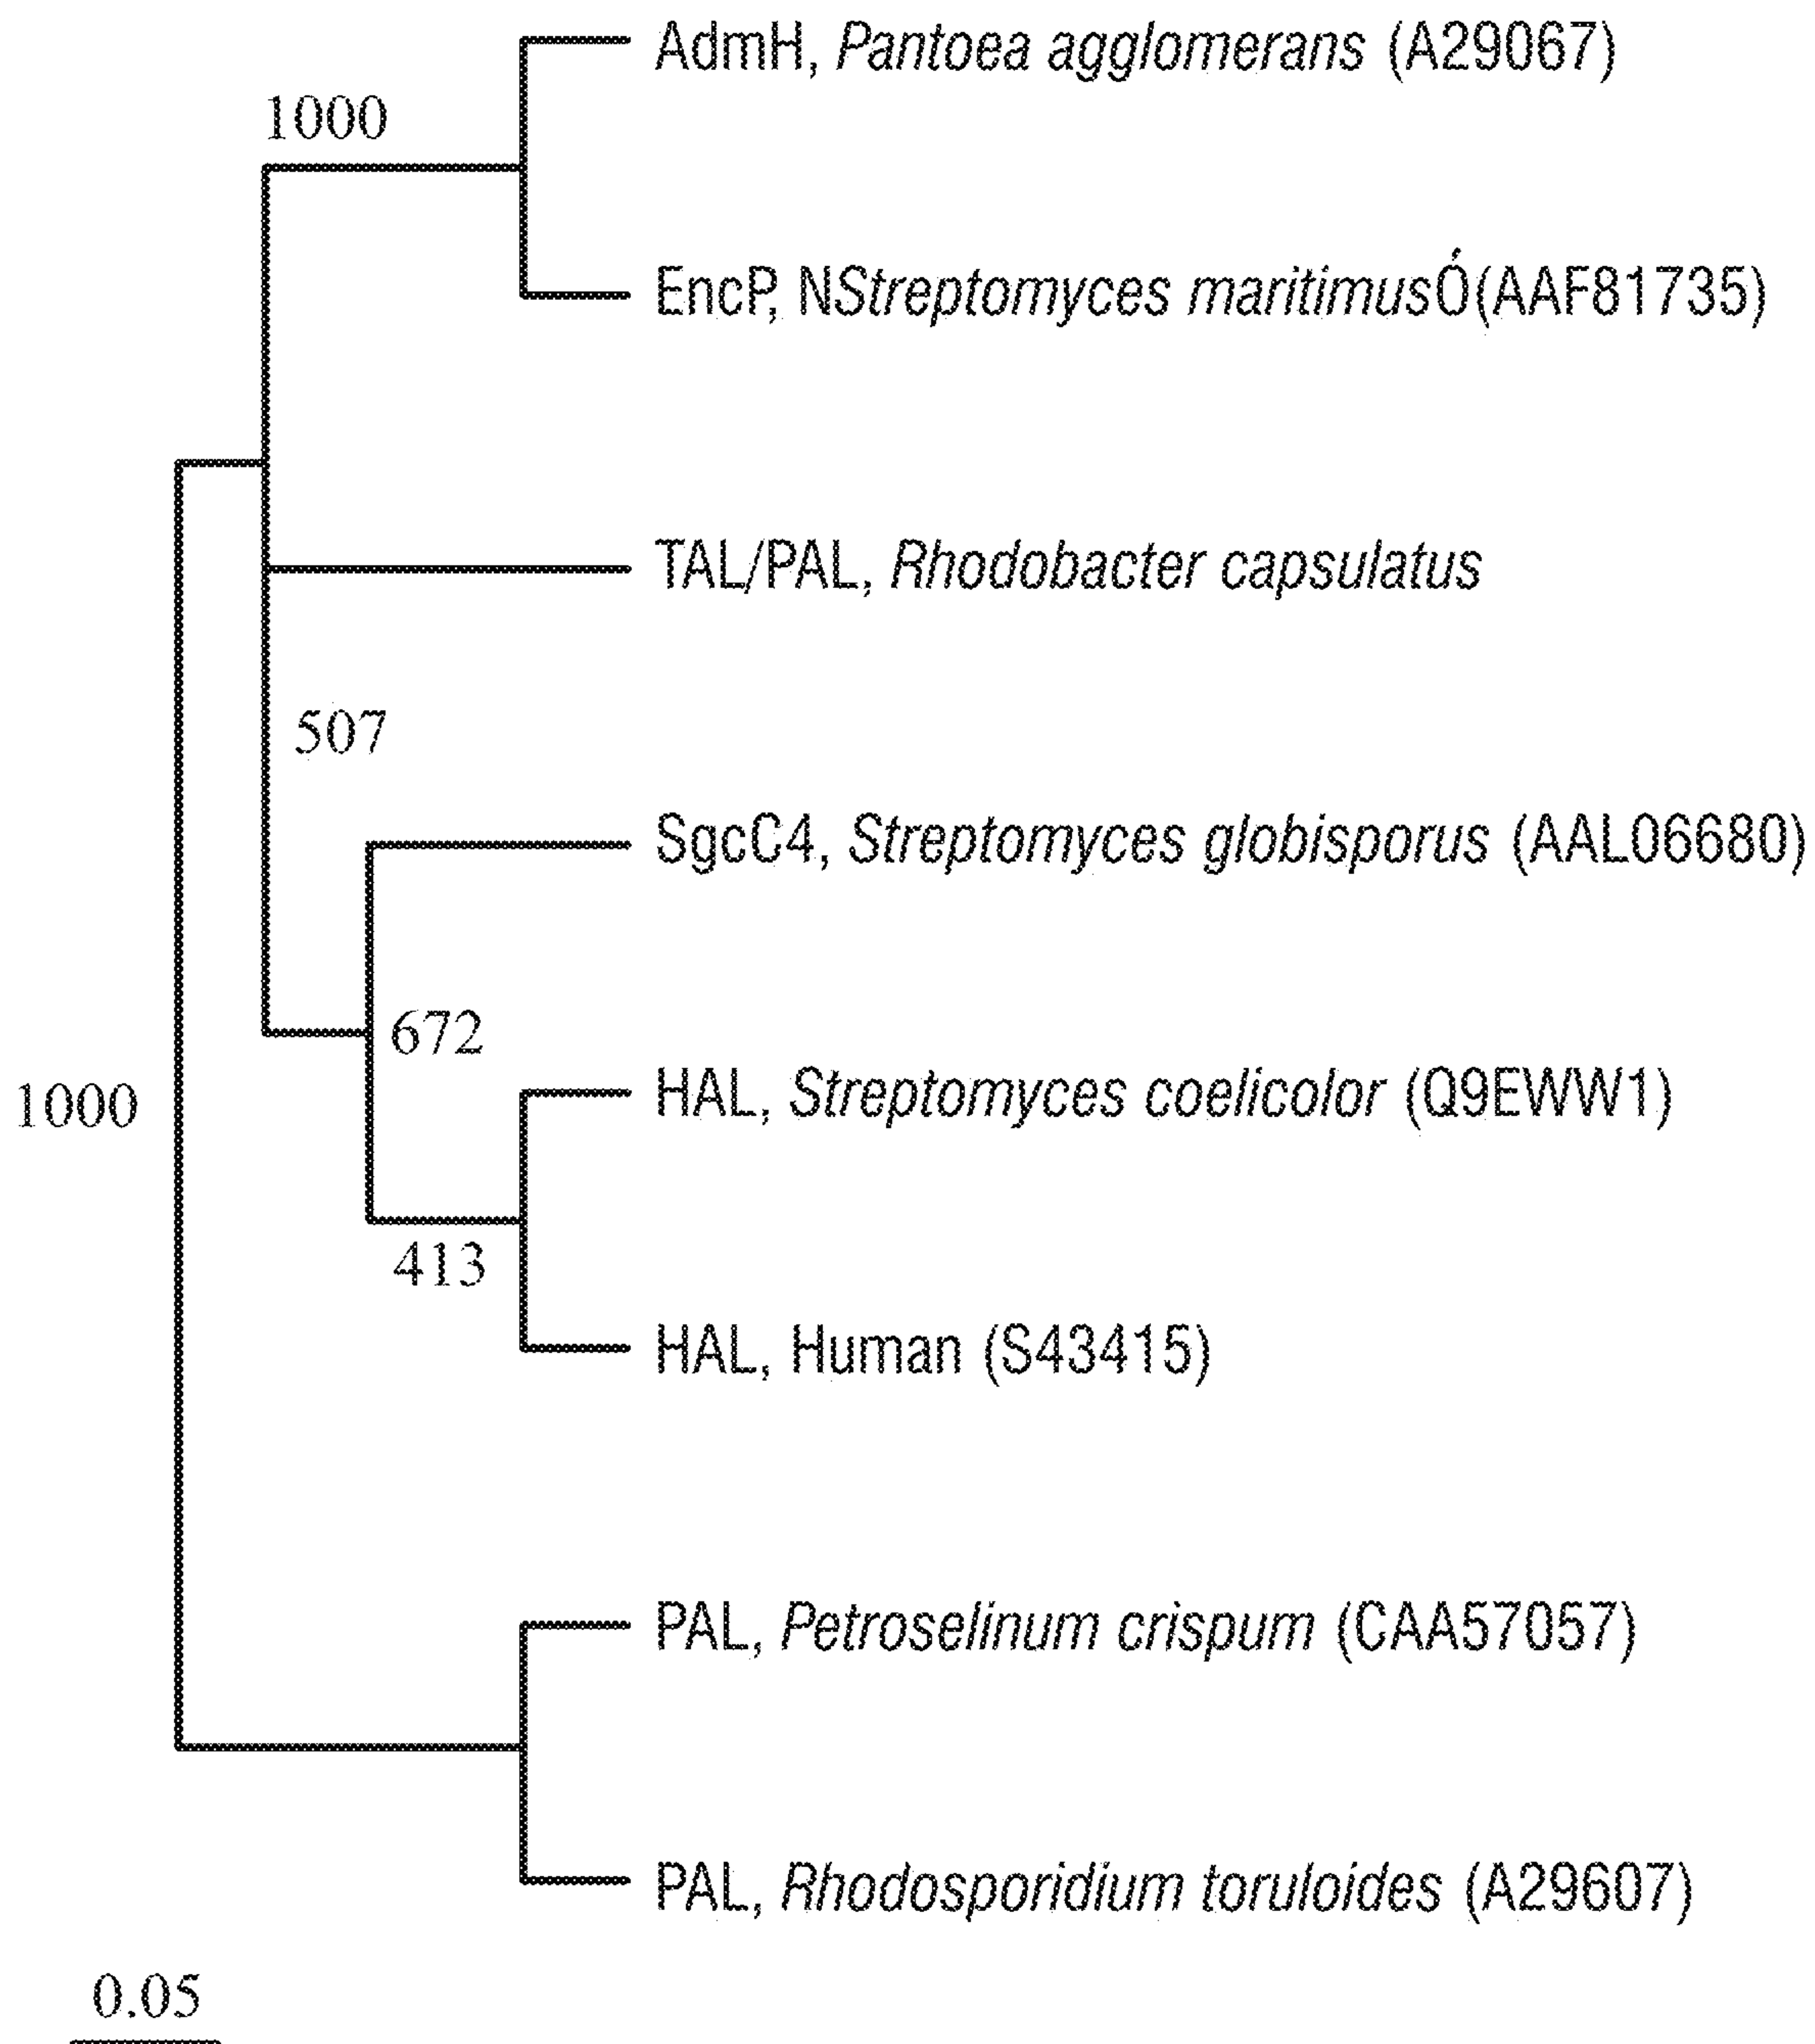 AdmH, Pantoea agglomerans (A29067)
1000
EncP, NStreptomyces maritimusÓ(AAF81735)
TAL/PAL, Rhodobacter capsulatus
507
SgcC4, Streptomyces globisporus (AAL06680)
672
HAL, Streptomyces coelicolor (Q9EWW1)
1000
413
HAL, Human (S43415)
PAL, Petroselinum crispum (CAA57057)
PAL, Rhodosporidium toruloides (A29607)
0.05